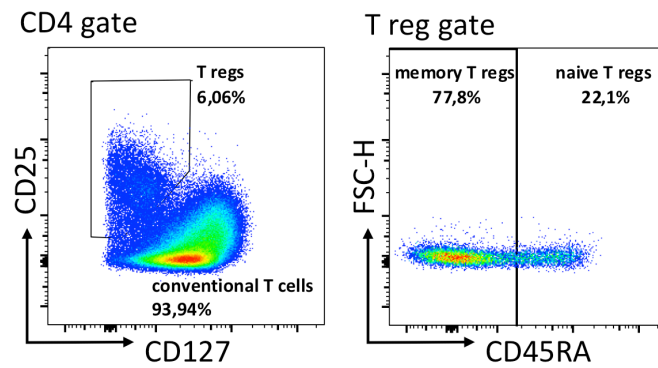 CD4 gate
T regs
6,06%
CD25
conventional T cells
93,94%
CD127
T reg gate
memory T regs
77,8%
naive T regs
22,1%
FSC-H
CD45RA